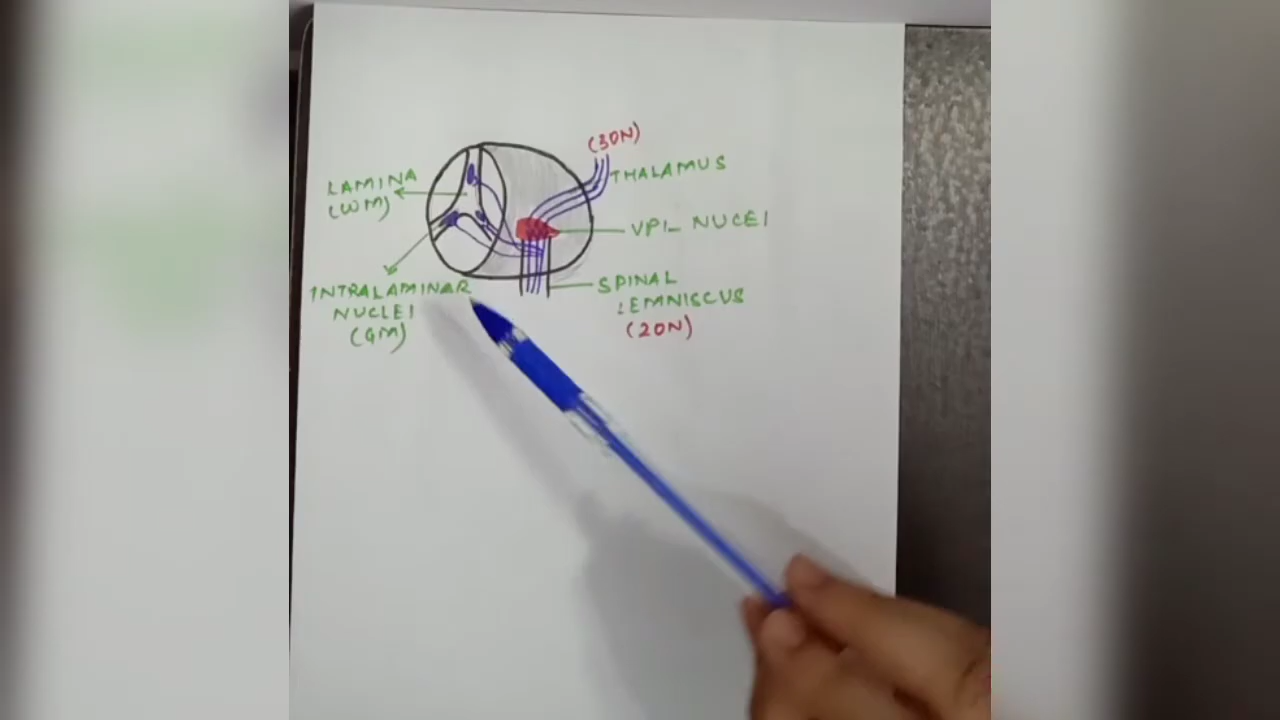 (3ON)
THALAMUS
LAMINA
(WM)
VPL NUCEI
INTRALAMINAR
NUCLEI
(GM)
SPINAL
LEMNISCUS
(2ON)